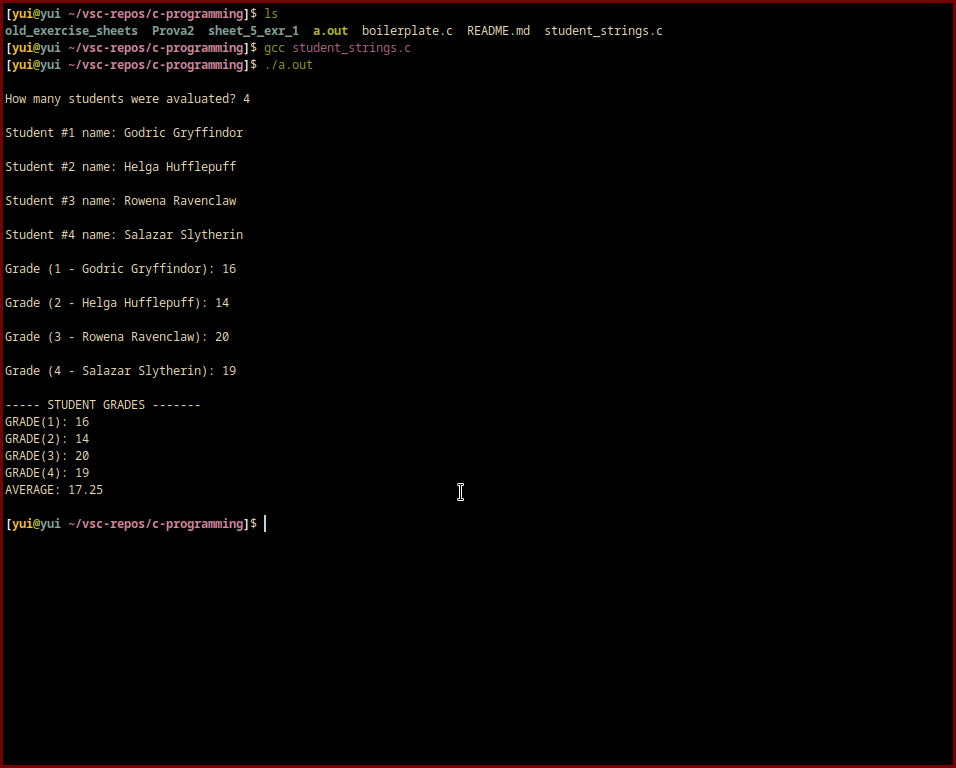 [yui@yui ~/vsc-repos/c-programming]$ ls
old_exercise_sheets  Prova2  sheet_5_exr_1  a.out  boilerplate.c  README.md  student_strings.c
[yui@yui ~/vsc-repos/c-programming]$ gcc student_strings.c
[yui@yui ~/vsc-repos/c-programming]$ ./a.out
How many students were avaluated? 4
Student #1 name: Godric Gryffindor
Student #2 name: Helga Hufflepuff
Student #3 name: Rowena Ravenclaw
Student #4 name: Salazar Slytherin
Grade (1 - Godric Gryffindor): 16
Grade (2 - Helga Hufflepuff): 14
Grade (3 - Rowena Ravenclaw): 20
Grade (4 - Salazar Slytherin): 19
----- STUDENT GRADES -------
GRADE(1): 16
GRADE(2): 14
GRADE(3): 20
GRADE(4): 19
AVERAGE: 17.25
[yui@yui ~/vsc-repos/c-programming]$